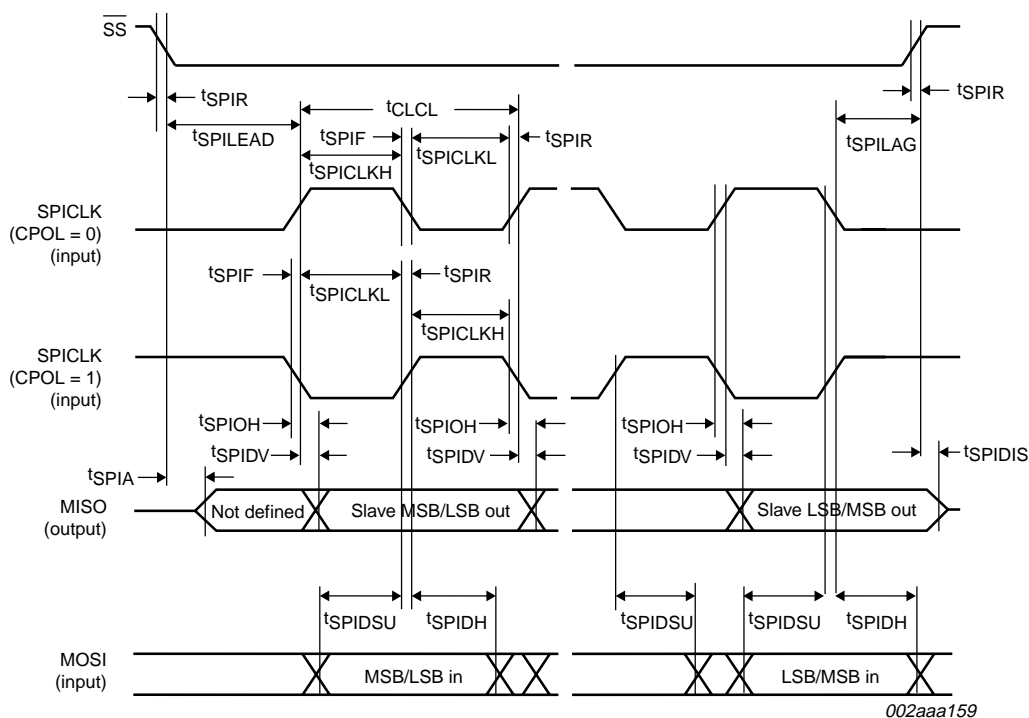 SS
tSPIR
tSPIR
tCLCL
tSPILEAD
tSPIF
tSPICLKL
tSPIR
tSPILAG
tSPICLKH
SPICLK
(CPOL = 0)
(input)
tSPIF
tSPICLKL
tSPIR
tSPICLKH
SPICLK
(CPOL = 1)
(input)
tSPIOH
tSPIOH
tSPIOH
tSPIDV
tSPIDV
tSPIDV
tSPIDIS
tSPIA
MISO
(output)
Not defined
Slave MSB/LSB out
Slave LSB/MSB out
tSPIDSU
tSPIDH
tSPIDSU
tSPIDSU
tSPIDH
MOSI
(input)
MSB/LSB in
LSB/MSB in
002aaa159